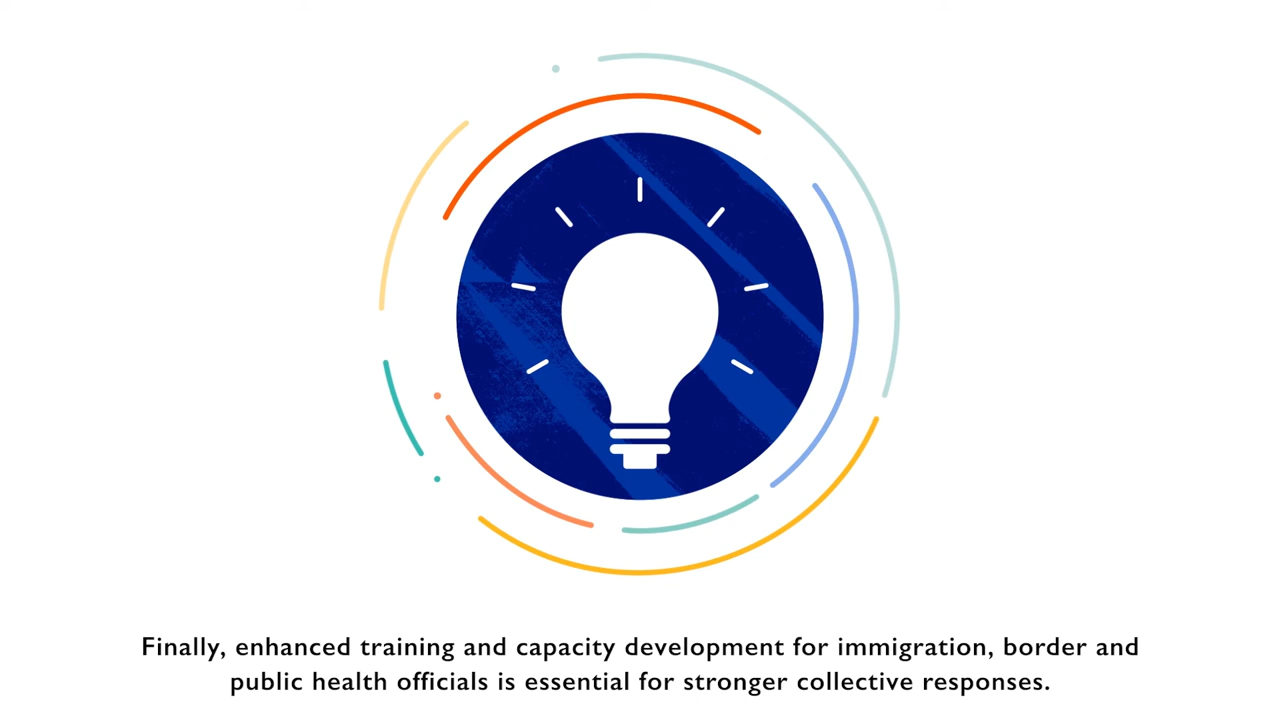 Finally, enhanced training and capacity development for immigration, border and
public health officials is essential for stronger collective responses.